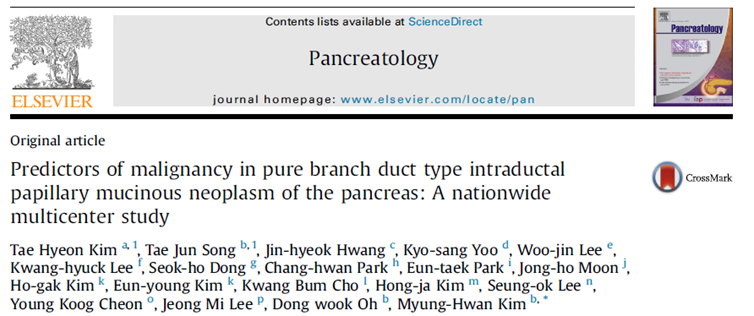 Contents lists available at ScienceDirect
Pancreatology
journal homepage: www.elsevier.com/locate/pan
ELSEVIER
Pancreatology
CrossMark
Original article
Predictors of malignancy in pure branch duct type intraductal
papillary mucinous neoplasm of the pancreas: A nationwide
multicenter study
Tae Hyeon Kim a, 1, Tae Jun Song b, 1, Jin-hyeok Hwang c, Kyo-sang Yoo d, Woo-jin Lee e,
Kwang-hyuck Lee f, Seok-ho Dong g, Chang-hwan Park h, Eun-taek Park i, Jong-ho Moon j,
Ho-gak Kim k, Eun-young Kim k, Kwang Bum Cho l, Hong-ja Kim m, Seung-ok Lee n,
Young Koog Cheon o, Jeong Mi Lee p, Dong wook Oh b, Myung-Hwan Kim b, *